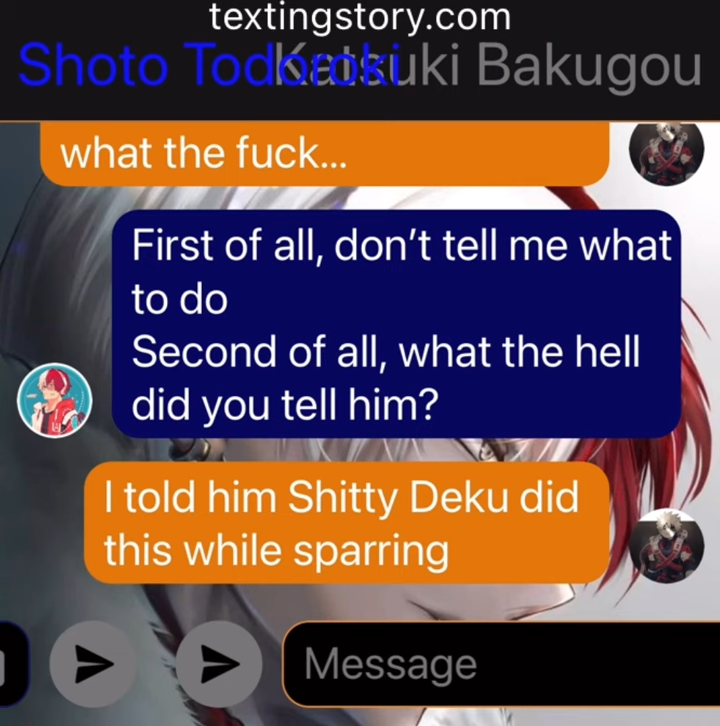 textingstory.com
Shoto Todoroki Katsuki Bakugou
what the fuck...
First of all, don’t tell me what
to do
Second of all, what the hell
did you tell him?
I told him Shitty Deku did
this while sparring
Message